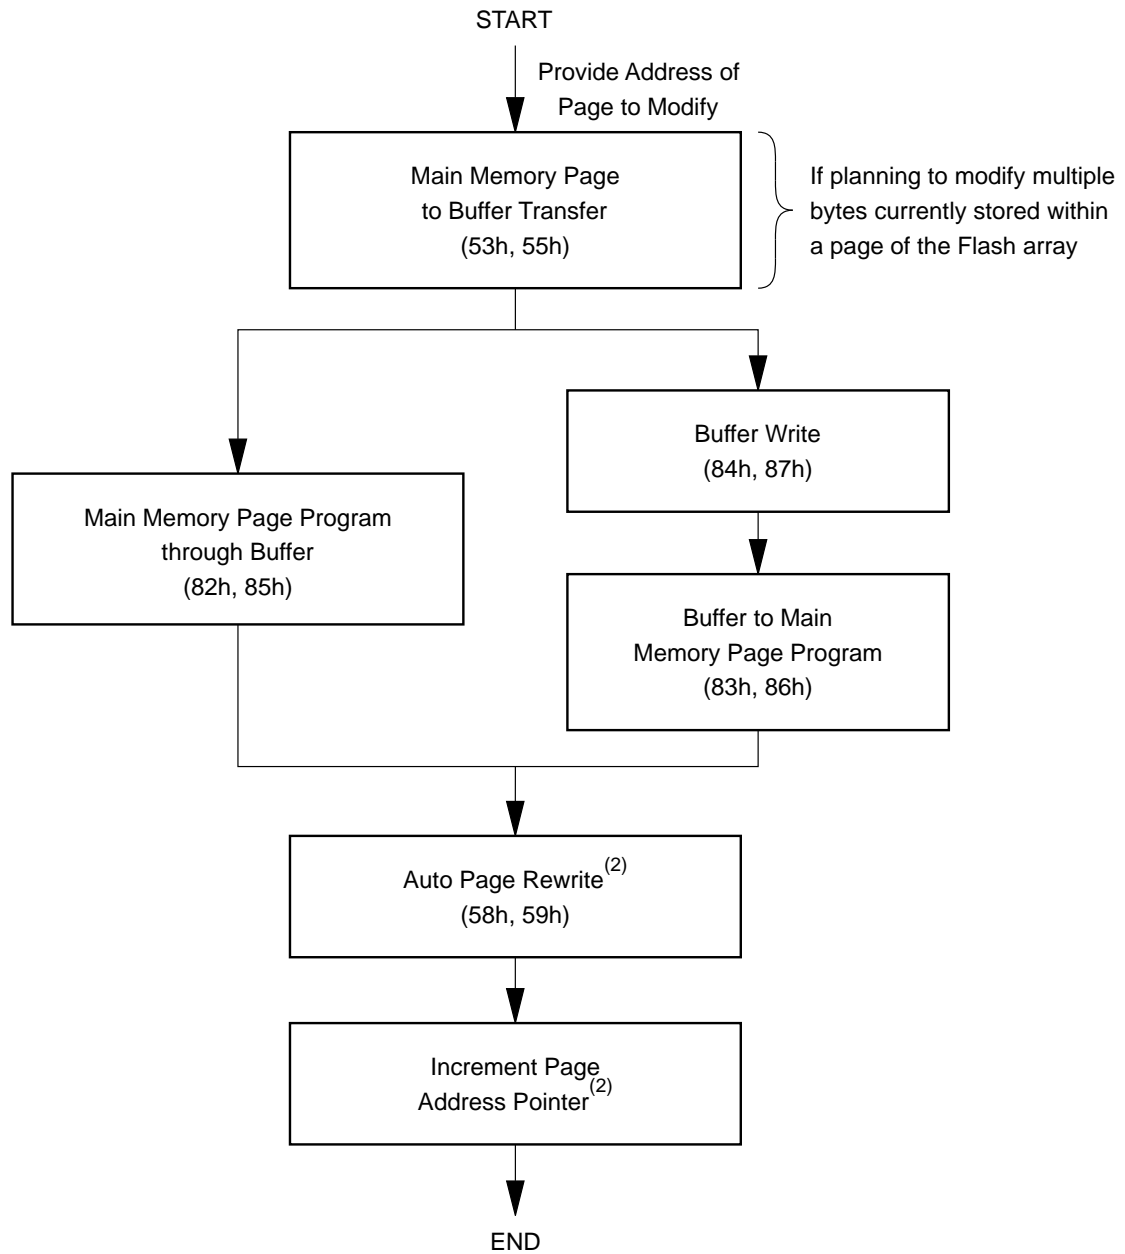 START
Provide Address of
Page to Modify
Main Memory Page
to Buffer Transfer
(53h, 55h)
If planning to modify multiple
bytes currently stored within
a page of the Flash array
Buffer Write
(84h, 87h)
Main Memory Page Program
through Buffer
(82h, 85h)
Buffer to Main
Memory Page Program
(83h, 86h)
Auto Page Rewrite(2)
(58h, 59h)
Increment Page
Address Pointer(2)
END